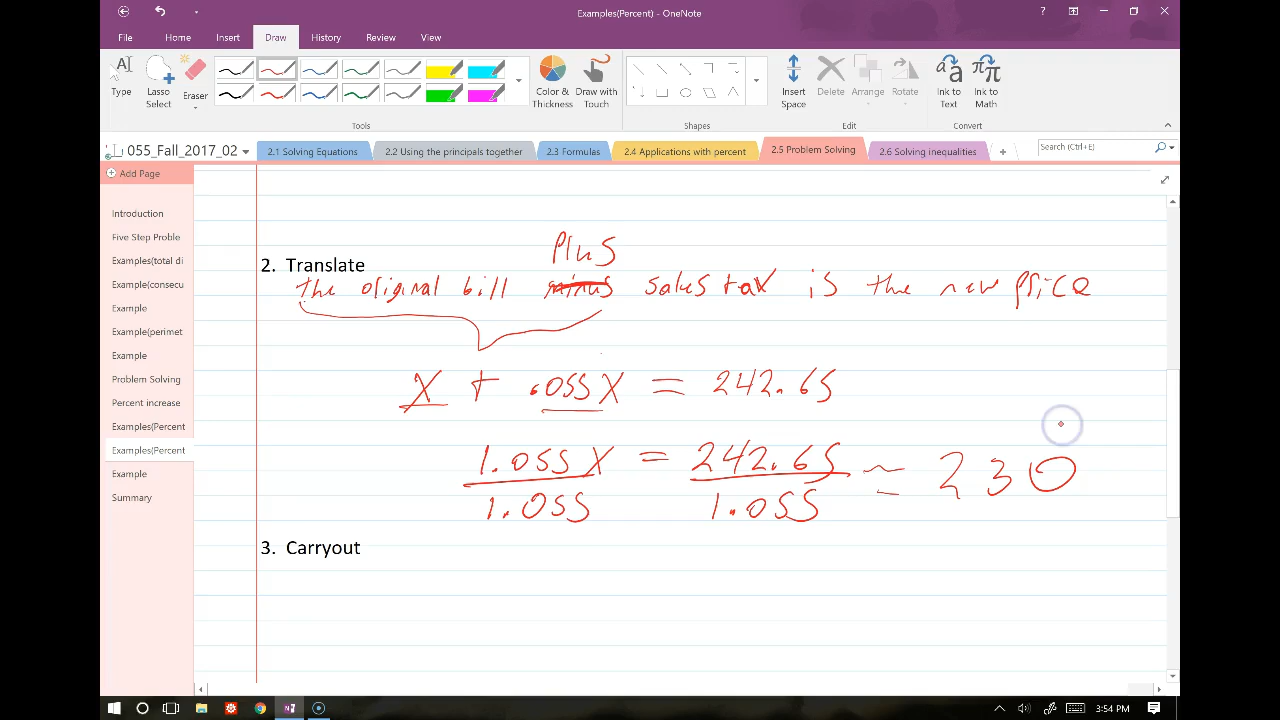 Examples(Percent) - OneNote
File Home Insert Draw History Review View
Type Lasso Select Eraser Color & Thickness Draw with Touch Insert Space Delete Arrange Rotate Ink to Text Ink to Math
Tools Shapes Edit Convert
055_Fall_2017_02 2.1 Solving Equations 2.2 Using the principals together 2.3 Formulas 2.4 Applications with percent 2.5 Problem Solving 2.6 Solving inequalities Search (Ctrl+E)
Add Page
Introduction
Five Step Proble
Examples(total di
Example(consecu
Example
Example(perimet
Example
Problem Solving
Percent increase
Examples(Percent
Examples(Percent
Example
Summary
Plus
2. Translate
the original bill minus sales tax is the new price
x + .055x = 242.65
1.055x = 242.65 ≈ 230
1.055 1.055
3. Carryout
3:54 PM